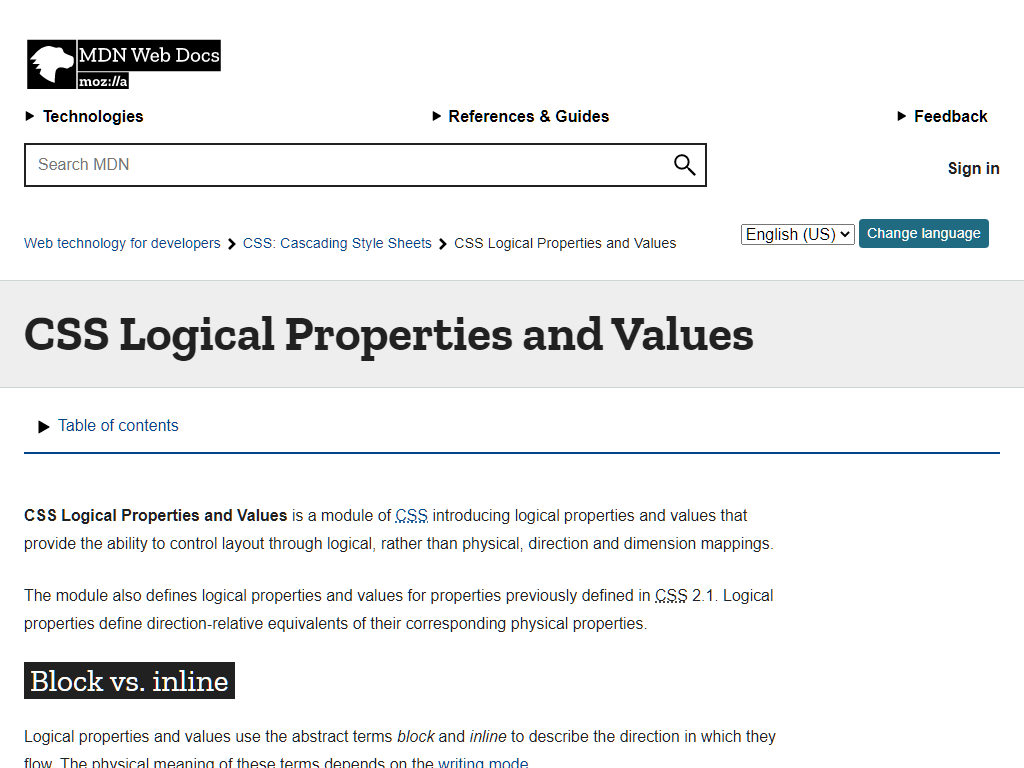 MDN Web Docs
moz://a
Technologies
References & Guides
Feedback
Search MDN
Sign in
Web technology for developers
CSS: Cascading Style Sheets
CSS Logical Properties and Values
English (US)
Change language
CSS Logical Properties and Values
Table of contents
CSS Logical Properties and Values is a module of CSS introducing logical properties and values that
provide the ability to control layout through logical, rather than physical, direction and dimension mappings.
The module also defines logical properties and values for properties previously defined in CSS 2.1. Logical
properties define direction-relative equivalents of their corresponding physical properties.
Block vs. inline
Logical properties and values use the abstract terms block and inline to describe the direction in which they
flow. The physical meaning of these terms depends on the writing mode.